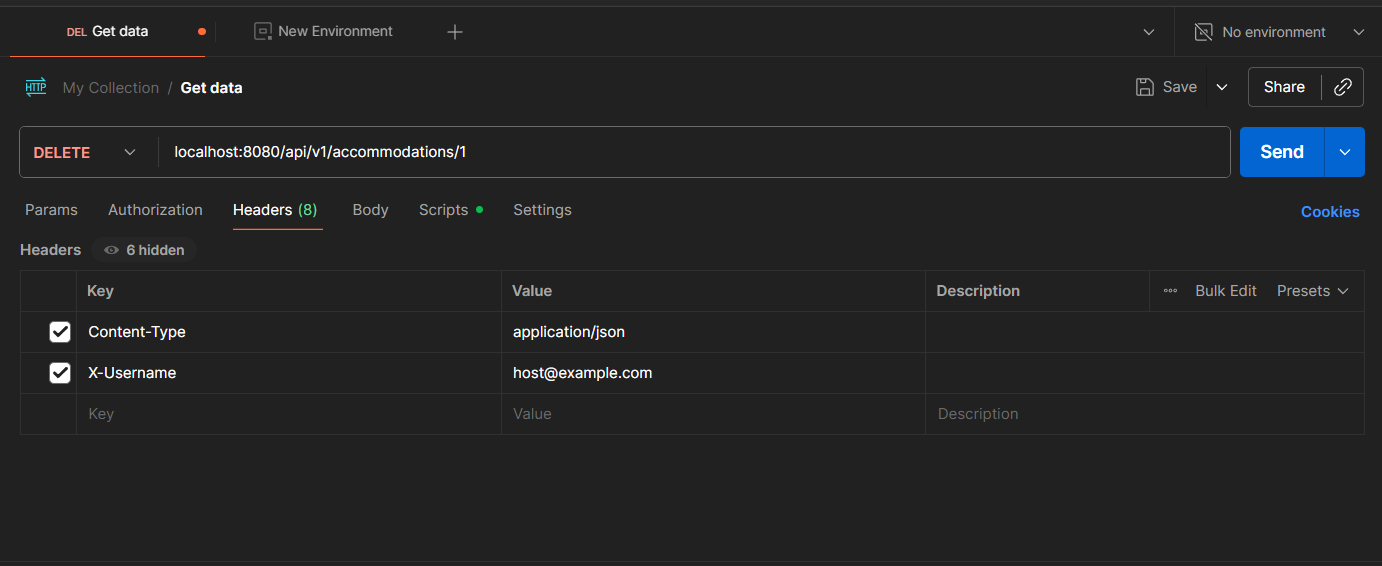 DEL Get data New Environment No environment
HTTP My Collection / Get data Save Share
DELETE localhost:8080/api/v1/accommodations/1 Send
Params Authorization Headers (8) Body Scripts Settings Cookies
Headers 6 hidden
Key Value Description Bulk Edit Presets
Content-Type application/json
X-Username host@example.com
Key Value Description